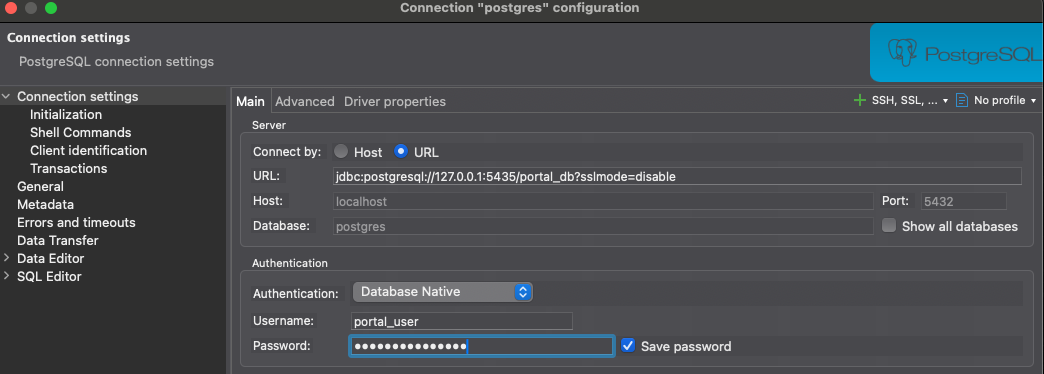 Connection "postgres" configuration
Connection settings
PostgreSQL connection settings
PostgreSQL
Connection settings
Initialization
Shell Commands
Client identification
Transactions
General
Metadata
Errors and timeouts
Data Transfer
Data Editor
SQL Editor
Main Advanced Driver properties SSH, SSL, ... No profile
Server
Connect by: Host URL
URL: jdbc:postgresql://127.0.0.1:5435/portal_db?sslmode=disable
Host: localhost Port: 5432
Database: postgres Show all databases
Authentication
Authentication: Database Native
Username: portal_user
Password: ••••••••••••••• Save password